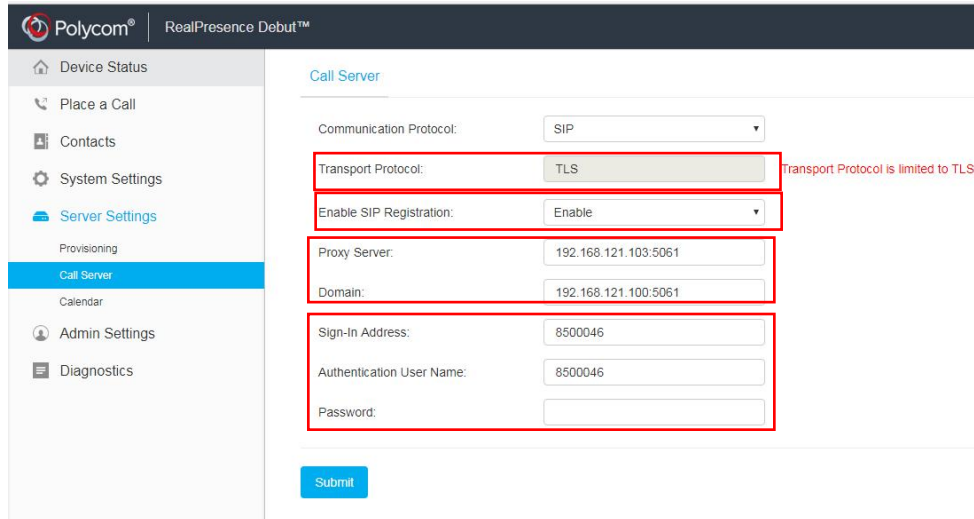 Polycom® RealPresence Debut™
Device Status
Place a Call
Contacts
System Settings
Server Settings
Provisioning
Call Server
Calendar
Admin Settings
Diagnostics
Call Server
Communication Protocol: SIP
Transport Protocol: TLS Transport Protocol is limited to TLS
Enable SIP Registration: Enable
Proxy Server: 192.168.121.103:5061
Domain: 192.168.121.100:5061
Sign-In Address: 8500046
Authentication User Name: 8500046
Password:
Submit